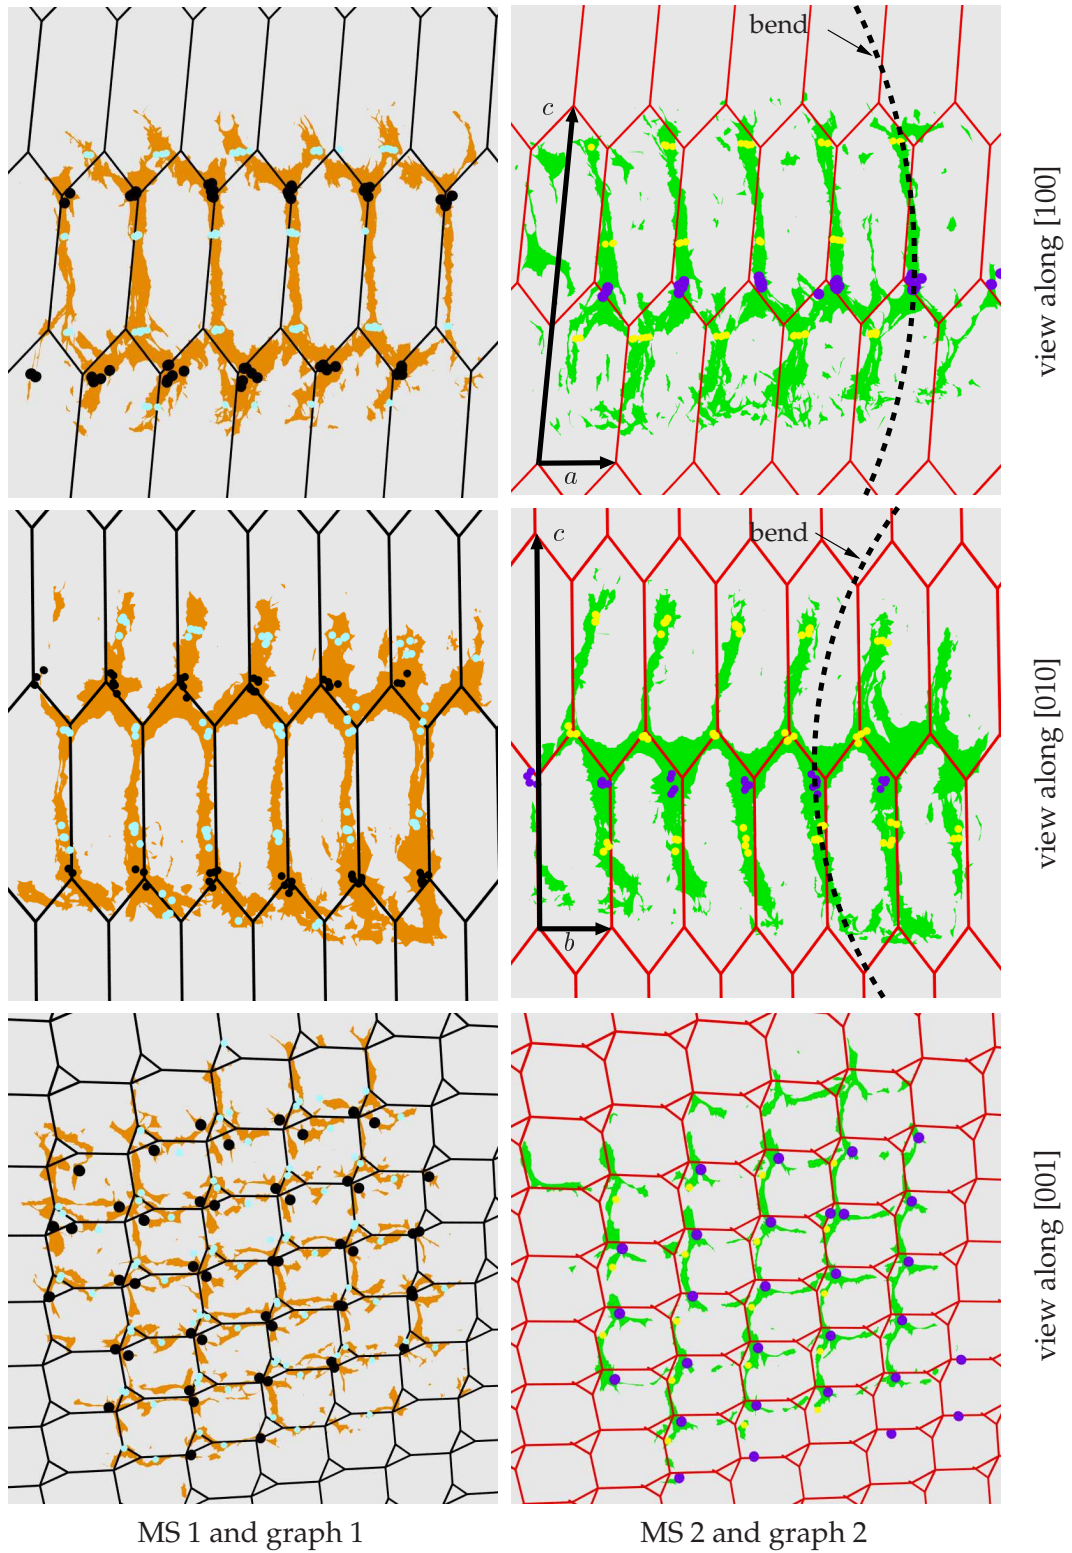 bend
c
a
view along [100]
bend
c
b
view along [010]
view along [001]
MS 1 and graph 1
MS 2 and graph 2